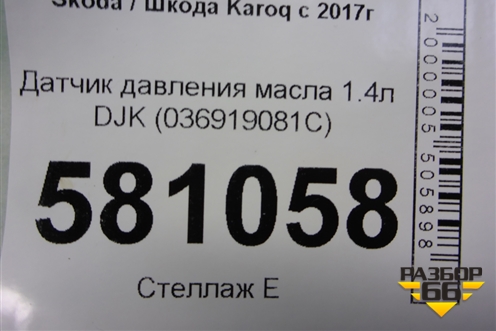 Skoda / Шкода Karoq с 2017г
Датчик давления масла 1.4л
DJK (036919081C)
581058
Стеллаж Е
2000005505898
РАЗБОР
66